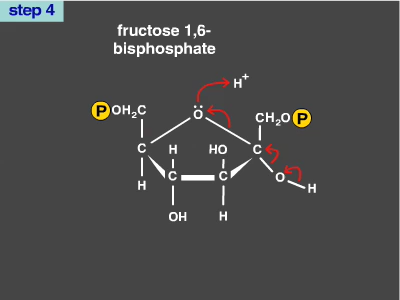 step 4
fructose 1,6-
bisphosphate
H+
O
P OH2C
CH2O P
C
H
HO
C
C
C
O
H
H
OH
H